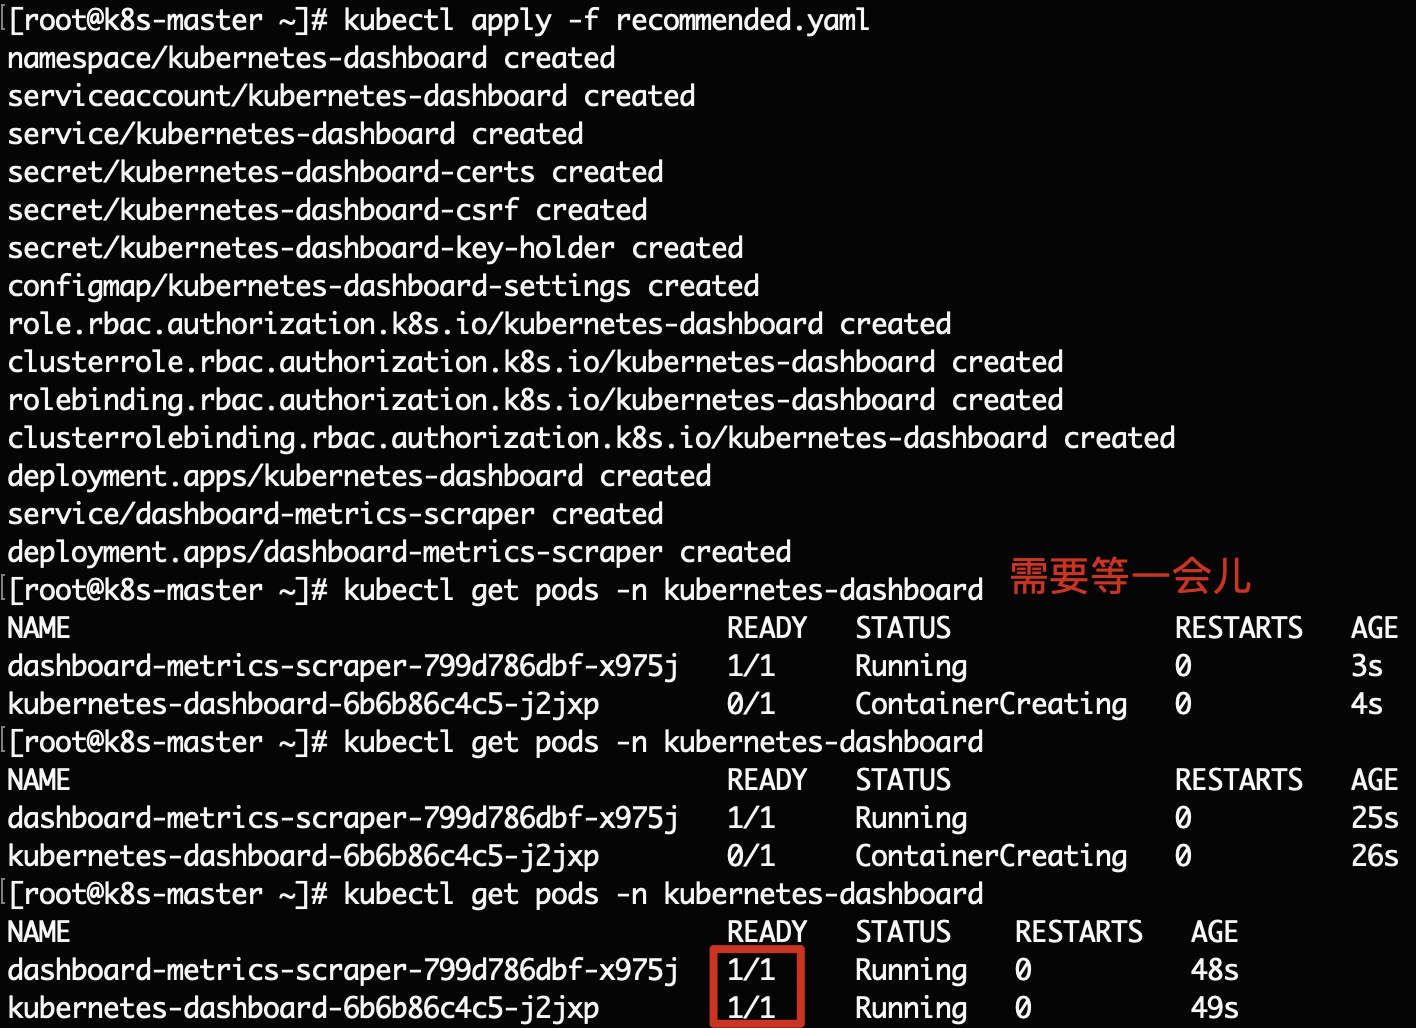 [root@k8s-master ~]# kubectl apply -f recommended.yaml
namespace/kubernetes-dashboard created
serviceaccount/kubernetes-dashboard created
service/kubernetes-dashboard created
secret/kubernetes-dashboard-certs created
secret/kubernetes-dashboard-csrf created
secret/kubernetes-dashboard-key-holder created
configmap/kubernetes-dashboard-settings created
role.rbac.authorization.k8s.io/kubernetes-dashboard created
clusterrole.rbac.authorization.k8s.io/kubernetes-dashboard created
rolebinding.rbac.authorization.k8s.io/kubernetes-dashboard created
clusterrolebinding.rbac.authorization.k8s.io/kubernetes-dashboard created
deployment.apps/kubernetes-dashboard created
service/dashboard-metrics-scraper created
deployment.apps/dashboard-metrics-scraper created
[root@k8s-master ~]# kubectl get pods -n kubernetes-dashboard 需要等一会儿
NAME READY STATUS RESTARTS AGE
dashboard-metrics-scraper-799d786dbf-x975j 1/1 Running 0 3s
kubernetes-dashboard-6b6b86c4c5-j2jxp 0/1 ContainerCreating 0 4s
[root@k8s-master ~]# kubectl get pods -n kubernetes-dashboard
NAME READY STATUS RESTARTS AGE
dashboard-metrics-scraper-799d786dbf-x975j 1/1 Running 0 25s
kubernetes-dashboard-6b6b86c4c5-j2jxp 0/1 ContainerCreating 0 26s
[root@k8s-master ~]# kubectl get pods -n kubernetes-dashboard
NAME READY STATUS RESTARTS AGE
dashboard-metrics-scraper-799d786dbf-x975j 1/1 Running 0 48s
kubernetes-dashboard-6b6b86c4c5-j2jxp 1/1 Running 0 49s